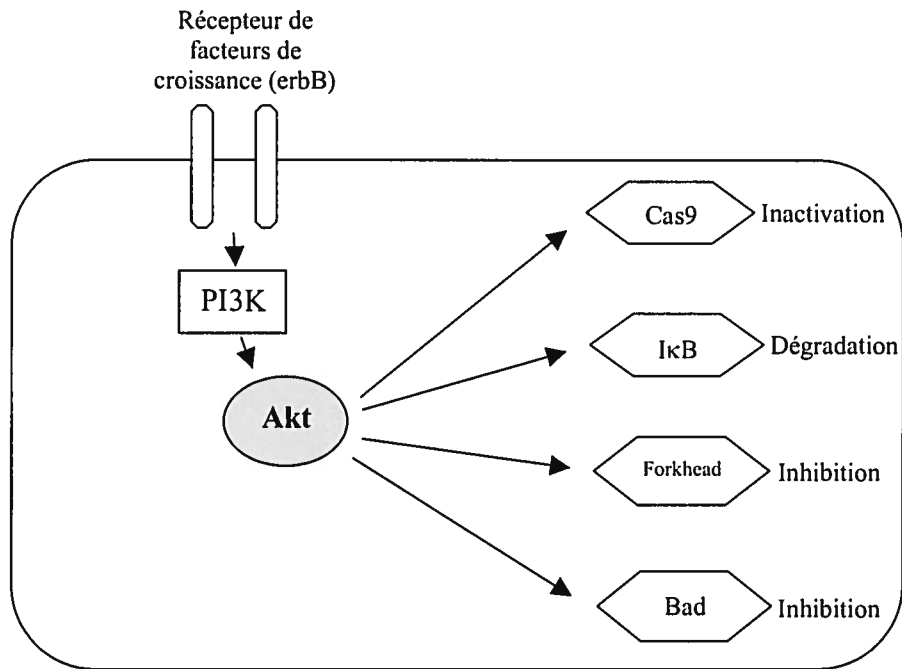 Récepteur de
facteurs de
croissance (erbB)
Cas9 Inactivation
PI3K
IκB Dégradation
Akt
Forkhead Inhibition
Bad Inhibition